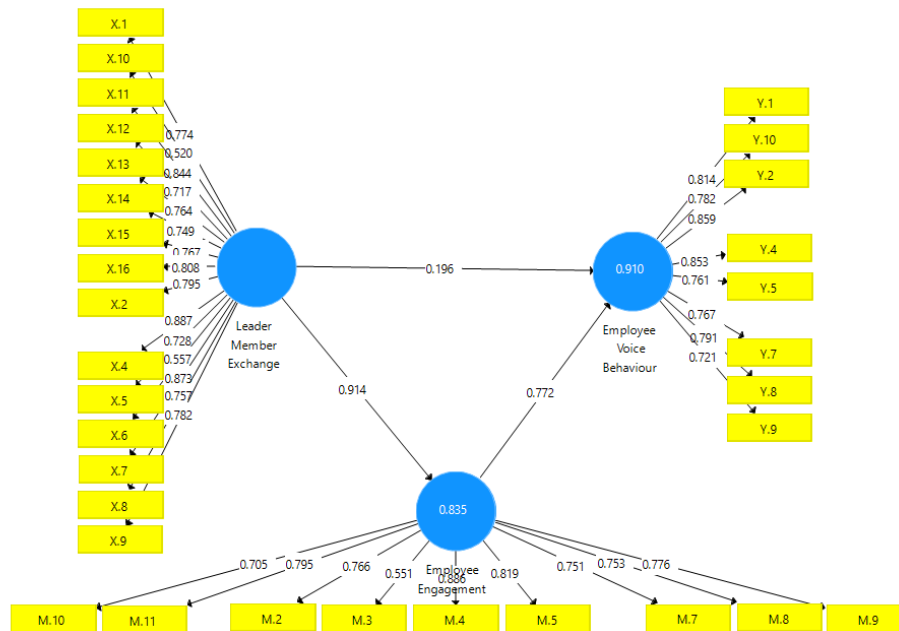 X.1
X.10
X.11
X.12
X.13
X.14
X.15
X.16
X.2
X.4
X.5
X.6
X.7
X.8
X.9
0.774
0.520
0.844
0.717
0.764
0.749
0.767
0.808
0.795
0.887
0.728
0.557
0.873
0.757
0.782
Leader
Member
Exchange
0.196
0.914
0.772
0.910
Employee
Voice
Behaviour
0.814
0.782
0.859
0.853
0.761
0.767
0.791
0.721
Y.1
Y.10
Y.2
Y.4
Y.5
Y.7
Y.8
Y.9
0.835
Employee
Engagement
0.705
0.795
0.766
0.551
0.886
0.819
0.751
0.753
0.776
M.10
M.11
M.2
M.3
M.4
M.5
M.7
M.8
M.9